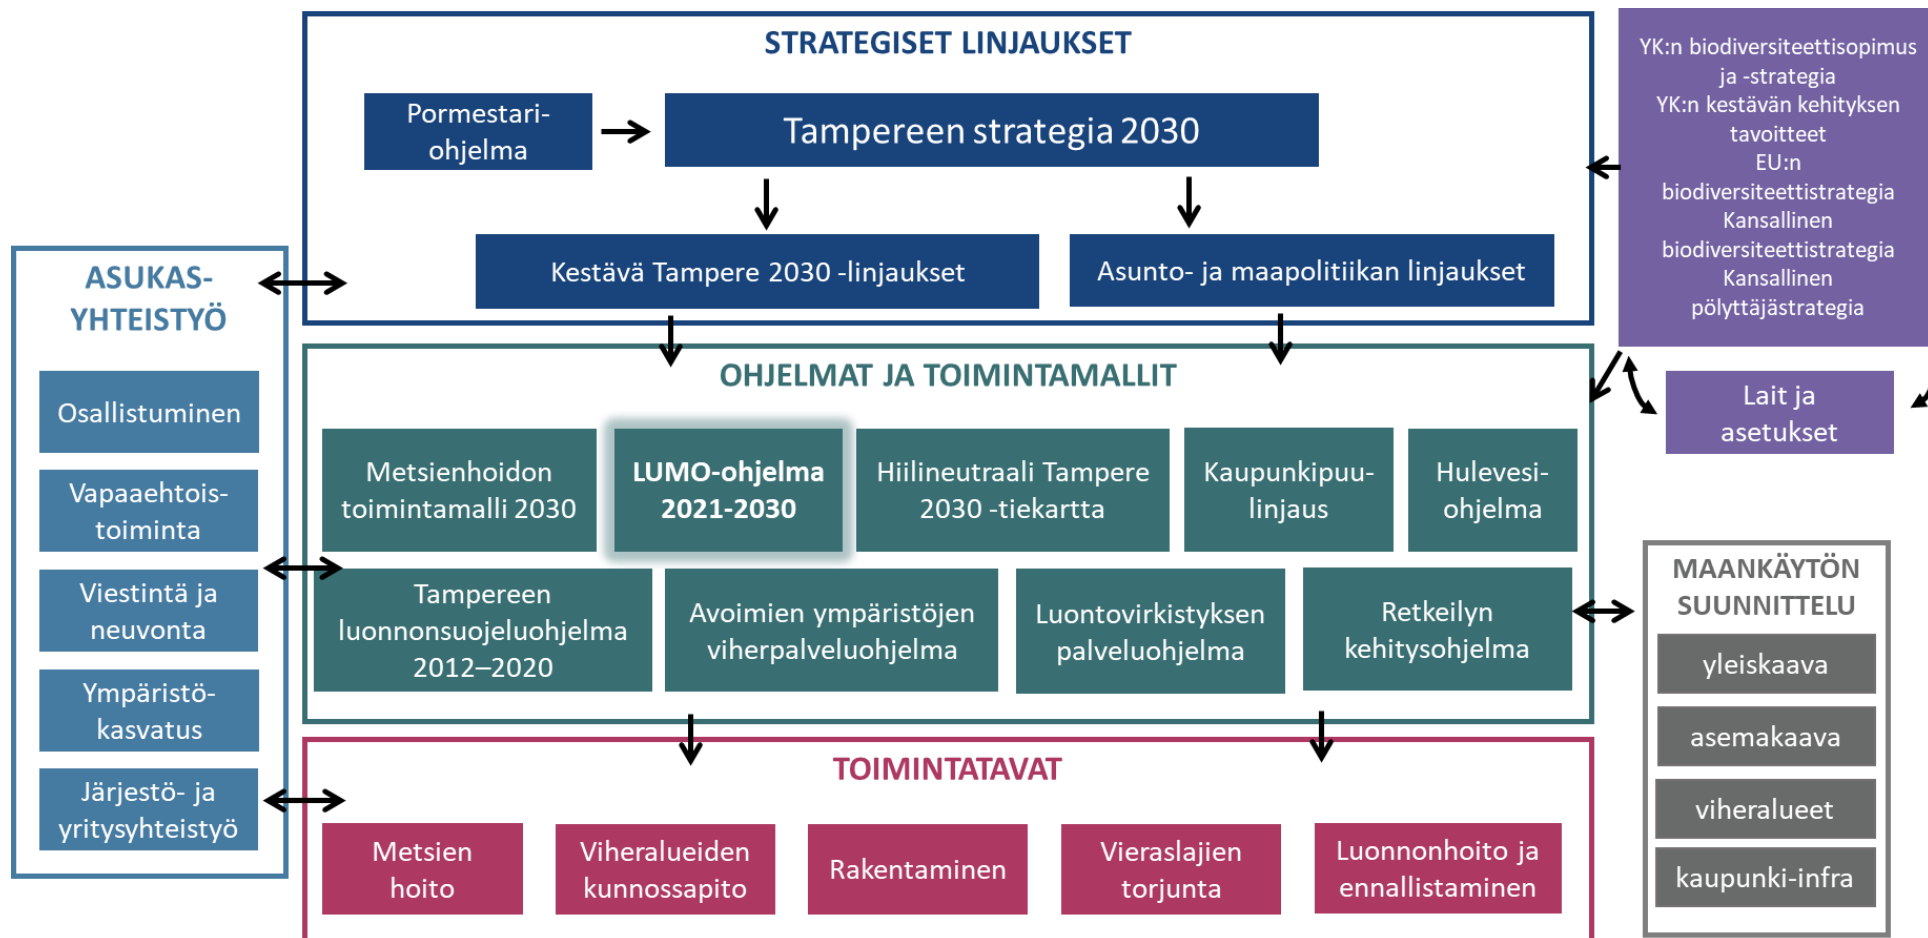 STRATEGISET LINJAUKSET
Pormestari-
ohjelma
Tampereen strategia 2030
Kestävä Tampere 2030 -linjaukset
Asunto- ja maapolitiikan linjaukset
YK:n biodiversiteettisopimus
ja -strategia
YK:n kestävän kehityksen
tavoitteet
EU:n
biodiversiteettistrategia
Kansallinen
biodiversiteettistrategia
Kansallinen
pölyttäjästrategia
Lait ja
asetukset
ASUKAS-
YHTEISTYÖ
Osallistuminen
Vapaaehtois-
toiminta
Viestintä ja
neuvonta
Ympäristö-
kasvatus
Järjestö- ja
yritysyhteistyö
OHJELMAT JA TOIMINTAMALLIT
Metsienhoidon
toimintamalli 2030
LUMO-ohjelma
2021-2030
Hiilineutraali Tampere
2030 -tiekartta
Kaupunkipuu-
linjaus
Hulevesi-
ohjelma
Tampereen
luonnonsuojeluohjelma
2012–2020
Avoimien ympäristöjen
viherpalveluohjelma
Luontovirkistyksen
palveluohjelma
Retkeilyn
kehitysohjelma
MAANKÄYTÖN
SUUNNITTELU
yleiskaava
asemakaava
viheralueet
kaupunki-infra
TOIMINTATAVAT
Metsien
hoito
Viheralueiden
kunnossapito
Rakentaminen
Vieraslajien
torjunta
Luonnonhoito ja
ennallistaminen